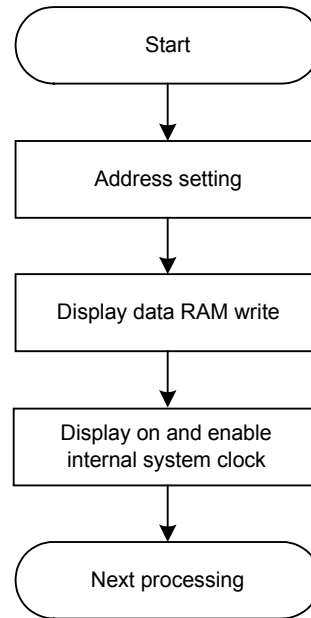 Start
Address setting
Display data RAM write
Display on and enable
internal system clock
Next processing